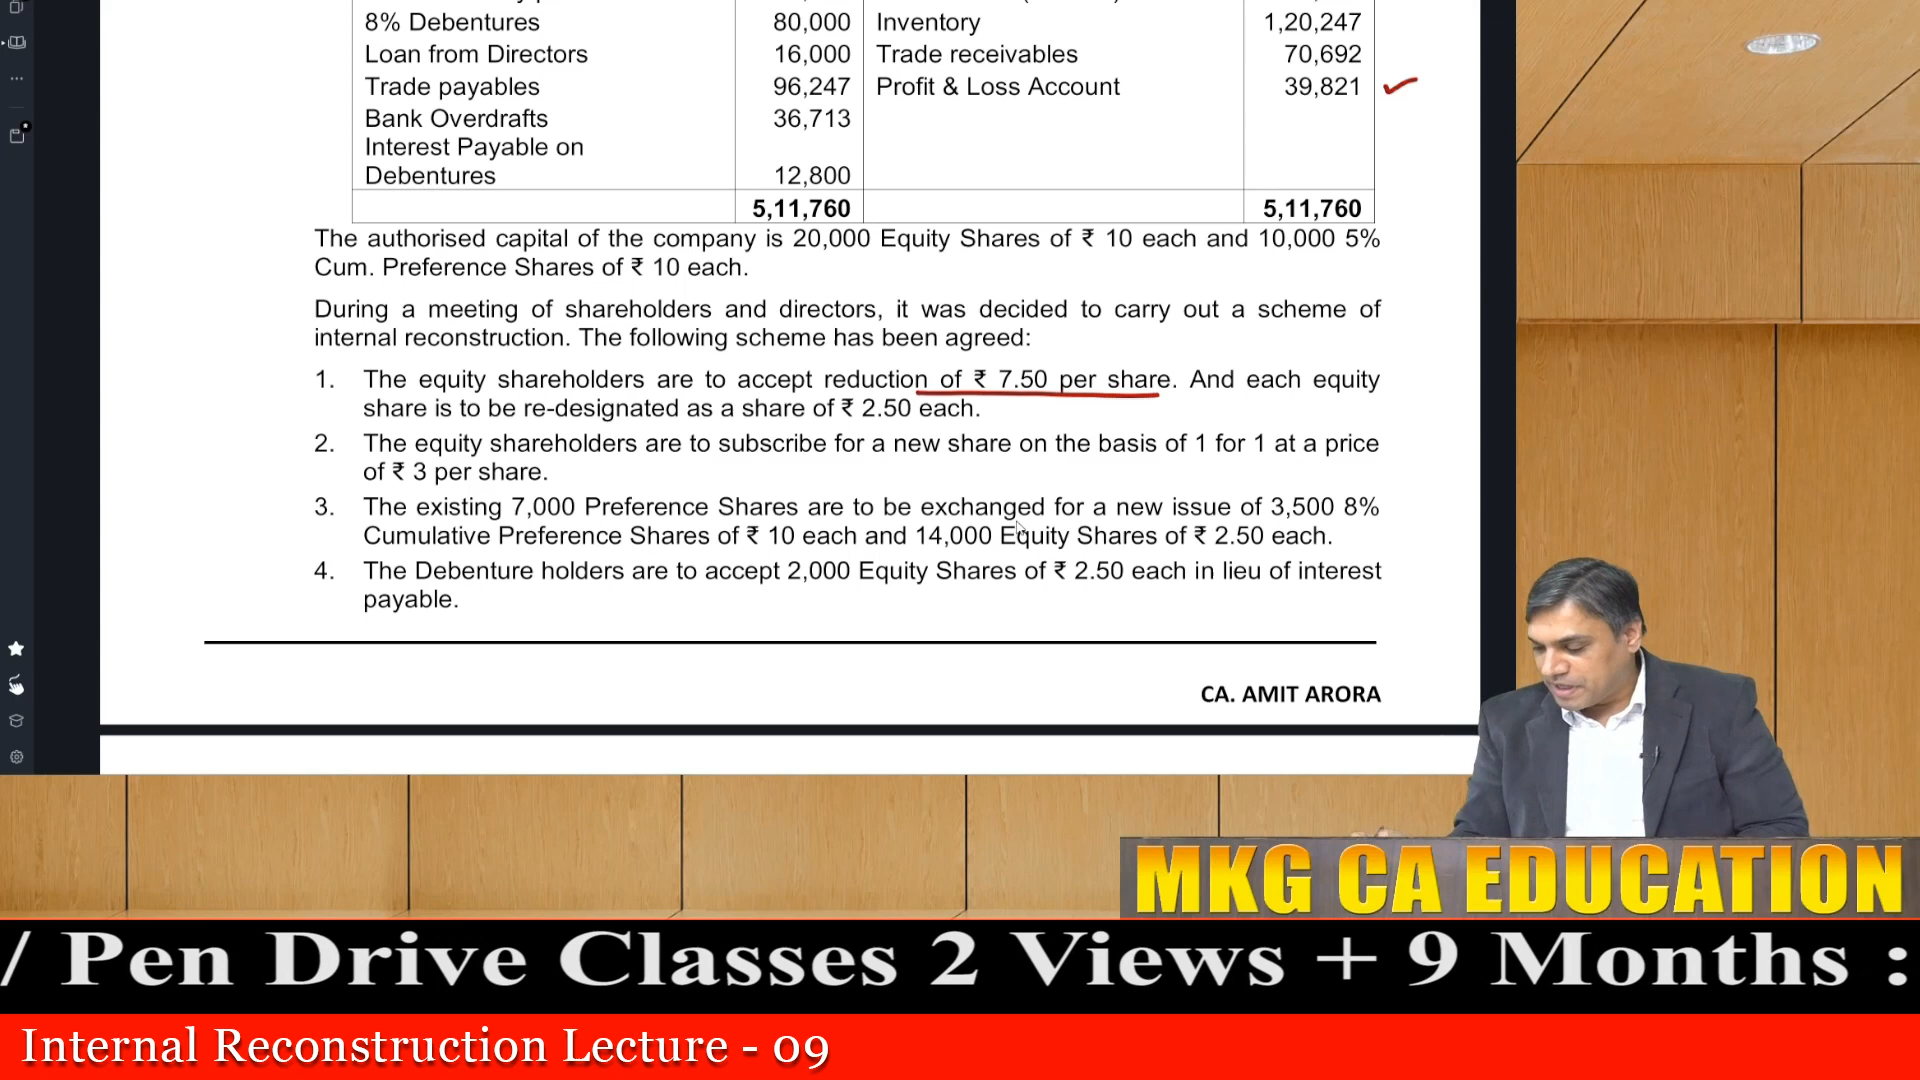 8% Debentures 80,000 Inventory 1,20,247
Loan from Directors 16,000 Trade receivables 70,692
Trade payables 96,247 Profit & Loss Account 39,821
Bank Overdrafts 36,713
Interest Payable on
Debentures 12,800
5,11,760 5,11,760
The authorised capital of the company is 20,000 Equity Shares of ₹ 10 each and 10,000 5%
Cum. Preference Shares of ₹ 10 each.
During a meeting of shareholders and directors, it was decided to carry out a scheme of
internal reconstruction. The following scheme has been agreed:
1. The equity shareholders are to accept reduction of ₹ 7.50 per share. And each equity
share is to be re-designated as a share of ₹ 2.50 each.
2. The equity shareholders are to subscribe for a new share on the basis of 1 for 1 at a price
of ₹ 3 per share.
3. The existing 7,000 Preference Shares are to be exchanged for a new issue of 3,500 8%
Cumulative Preference Shares of ₹ 10 each and 14,000 Equity Shares of ₹ 2.50 each.
4. The Debenture holders are to accept 2,000 Equity Shares of ₹ 2.50 each in lieu of interest
payable.
CA. AMIT ARORA
MKG CA EDUCATION
/ Pen Drive Classes 2 Views + 9 Months :
Internal Reconstruction Lecture - 09